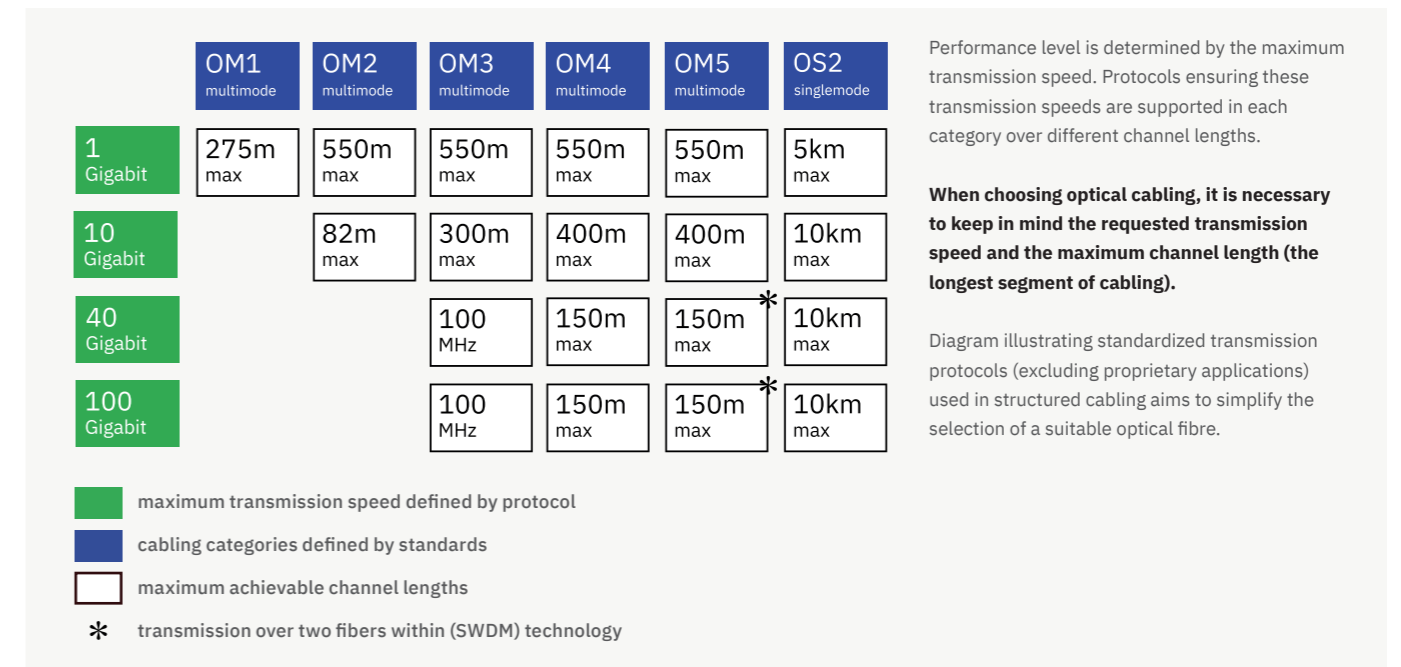 OM1 OM2 OM3 OM4 OM5 OS2
multimode multimode multimode multimode multimode singlemode
1 275m 550m 550m 550m 550m 5km
Gigabit max max max max max max
10 82m 300m 400m 400m 10km
Gigabit max max max max max
40 100 150m 150m * 10km
Gigabit MHz max max max
100 100 150m 150m * 10km
Gigabit MHz max max max
maximum transmission speed defined by protocol
cabling categories defined by standards
maximum achievable channel lengths
* transmission over two fibers within (SWDM) technology
Performance level is determined by the maximum
transmission speed. Protocols ensuring these
transmission speeds are supported in each
category over different channel lengths.
When choosing optical cabling, it is necessary
to keep in mind the requested transmission
speed and the maximum channel length (the
longest segment of cabling).
Diagram illustrating standardized transmission
protocols (excluding proprietary applications)
used in structured cabling aims to simplify the
selection of a suitable optical fibre.